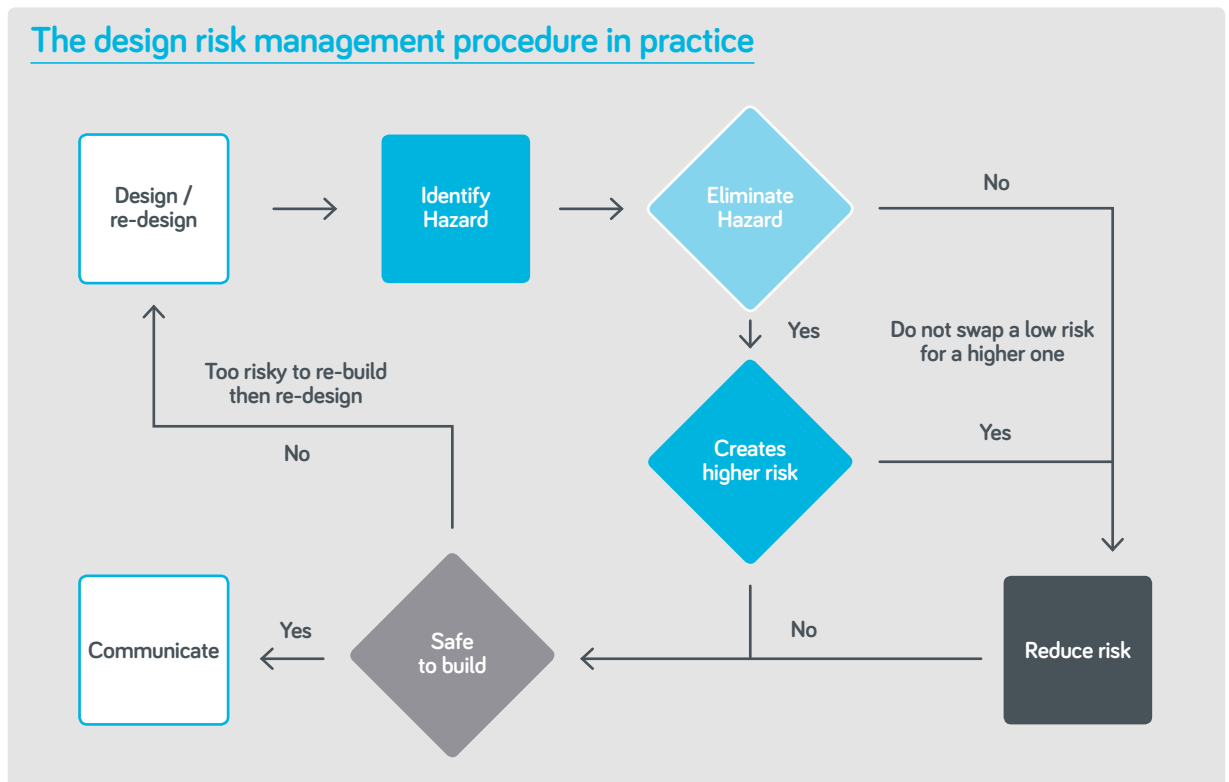 The design risk management procedure in practice
Design /
re-design
Identify
Hazard
Eliminate
Hazard
No
Yes
Do not swap a low risk
for a higher one
Too risky to re-build
then re-design
No
Creates
higher risk
Yes
Communicate
Yes
Safe
to build
No
Reduce risk